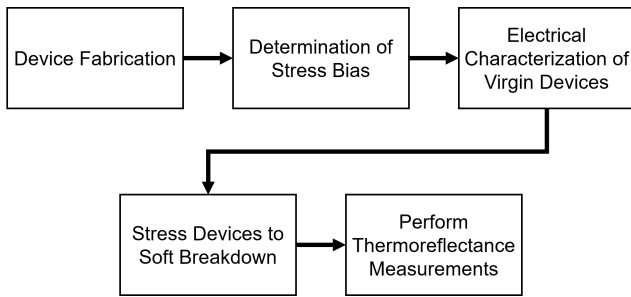 Device Fabrication
Determination of
Stress Bias
Electrical
Characterization of
Virgin Devices
Stress Devices to
Soft Breakdown
Perform
Thermoreflectance
Measurements